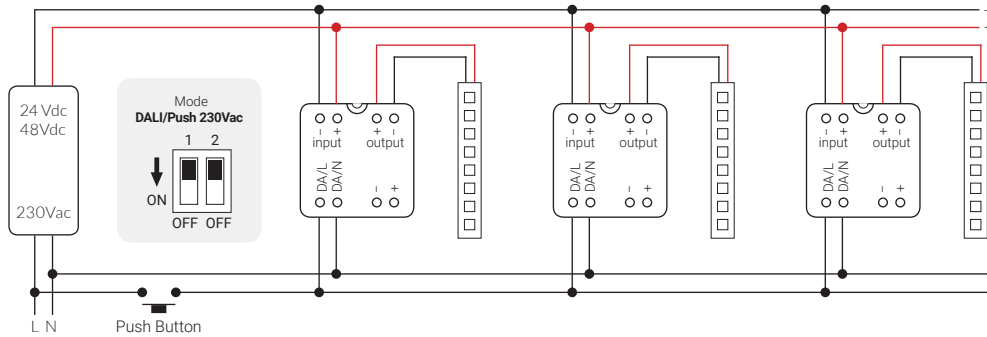 24 Vdc
48Vdc
230Vac
L N
Mode
DALI/Push 230Vac
1 2
ON
OFF OFF
Push Button
- + + -
input output
DA/L DA/N - +
- + + -
input output
DA/L DA/N - +
- + + -
input output
DA/L DA/N - +